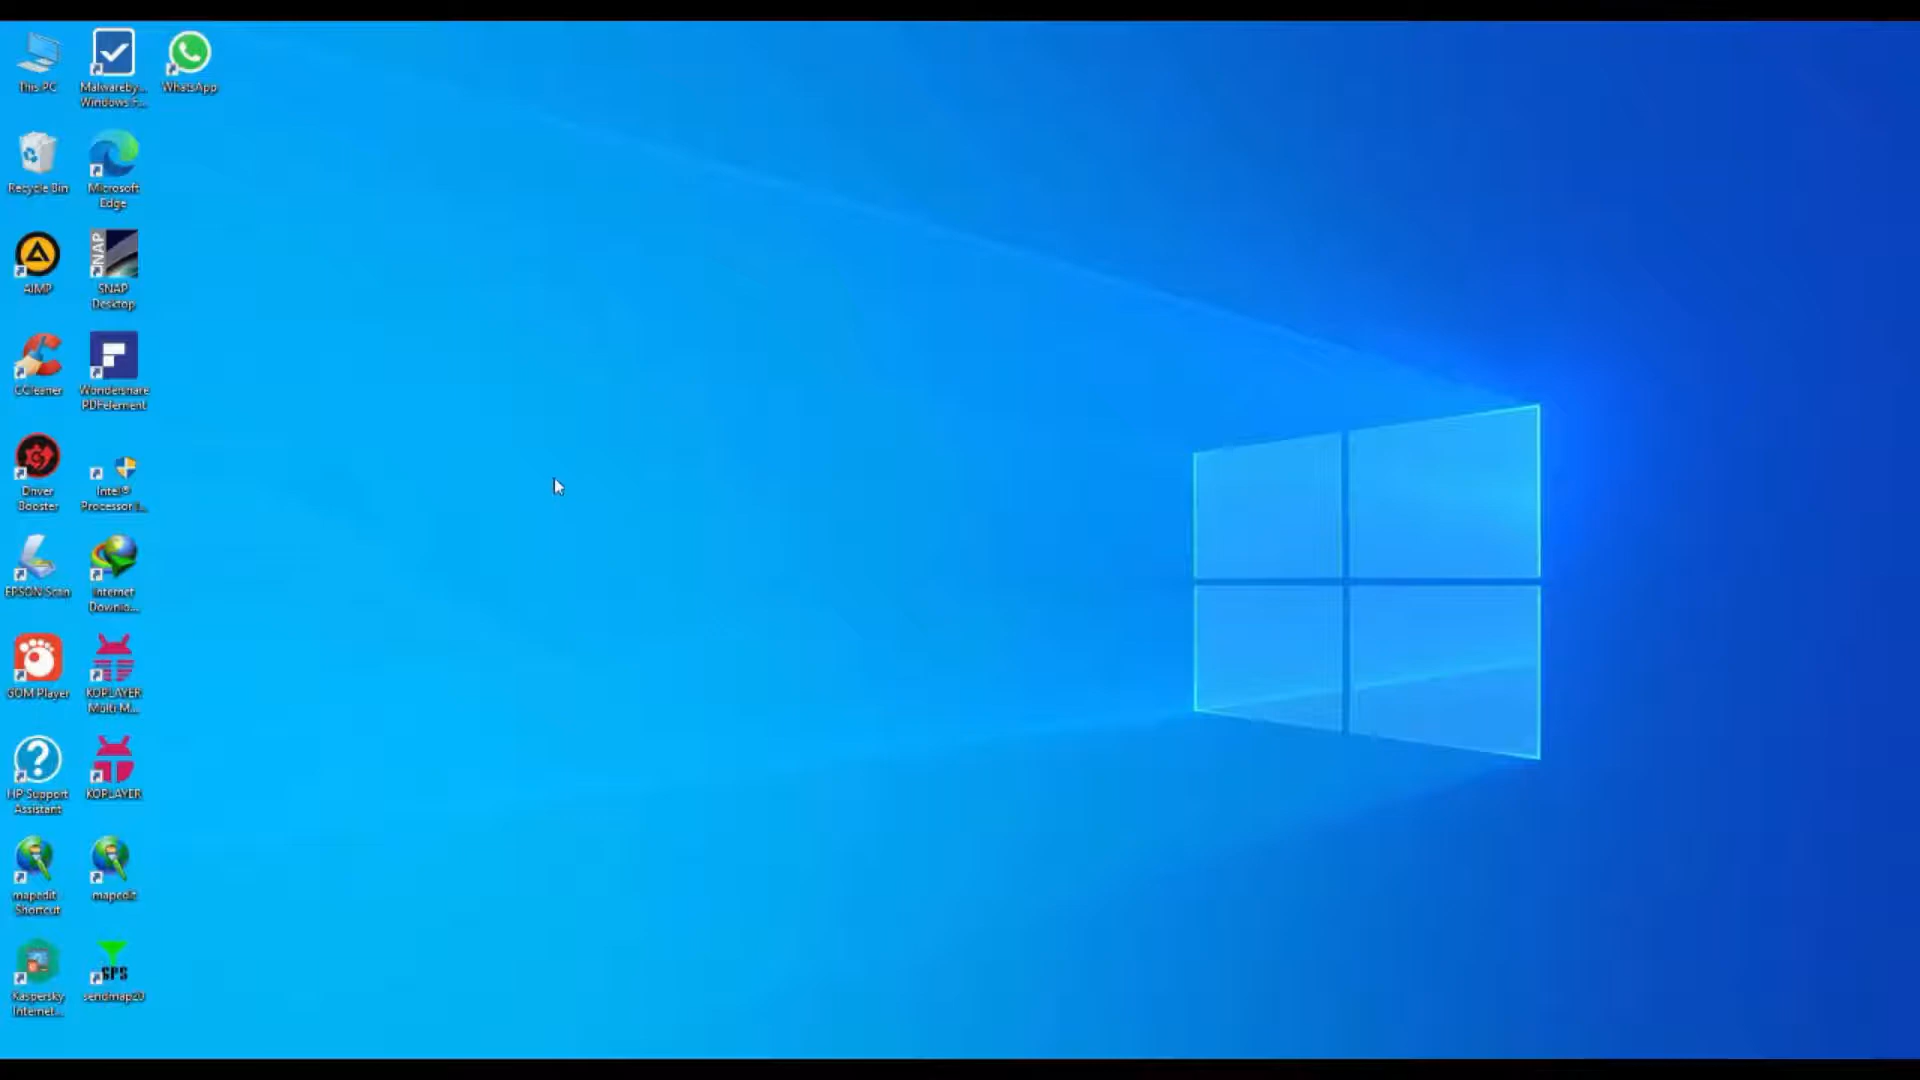 This PC
Malwareby...
Windows F...
WhatsApp
Recycle Bin
Microsoft
Edge
AIMP
SNAP
SNAP
Desktop
CCleaner
Wondershare
PDFelement
Driver
Booster
Intel®
Processor I...
EPSON Scan
Internet
Downlo...
GOM Player
KOPLAYER
Multi M...
HP Support
Assistant
KOPLAYER
mapedit -
Shortcut
mapedit
Kaspersky
Internet...
GPS
sendmap20